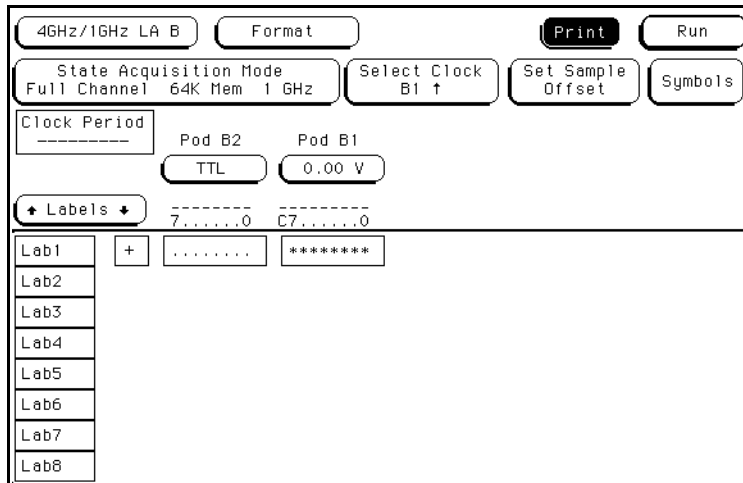 4GHz/1GHz LA B Format Print Run
State Acquisition Mode
Full Channel 64K Mem 1 GHz
Select Clock
B1 ↑
Set Sample
Offset
Symbols
Clock Period
---------
Pod B2 Pod B1
TTL 0.00 V
↑ Labels ↓
-------- ---------
7......0 C7......0
Lab1 + ........ ********
Lab2
Lab3
Lab4
Lab5
Lab6
Lab7
Lab8